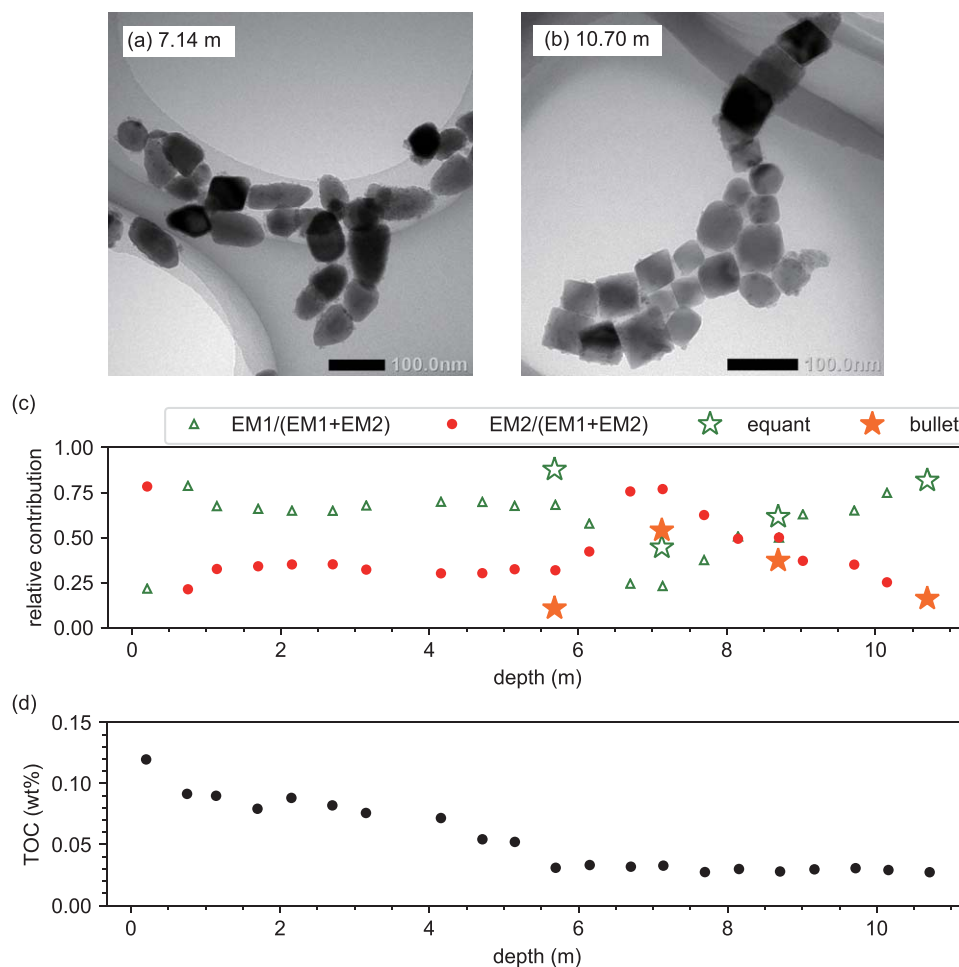 (a) 7.14 m
(b) 10.70 m
100.0nm
100.0nm
(c)
EM1/(EM1+EM2)
EM2/(EM1+EM2)
equant
bullet
1.00
0.75
0.50
0.25
0.00
relative contribution
0 2 4 6 8 10
depth (m)
(d)
0.15
0.10
0.05
0.00
TOC (wt%)
0 2 4 6 8 10
depth (m)